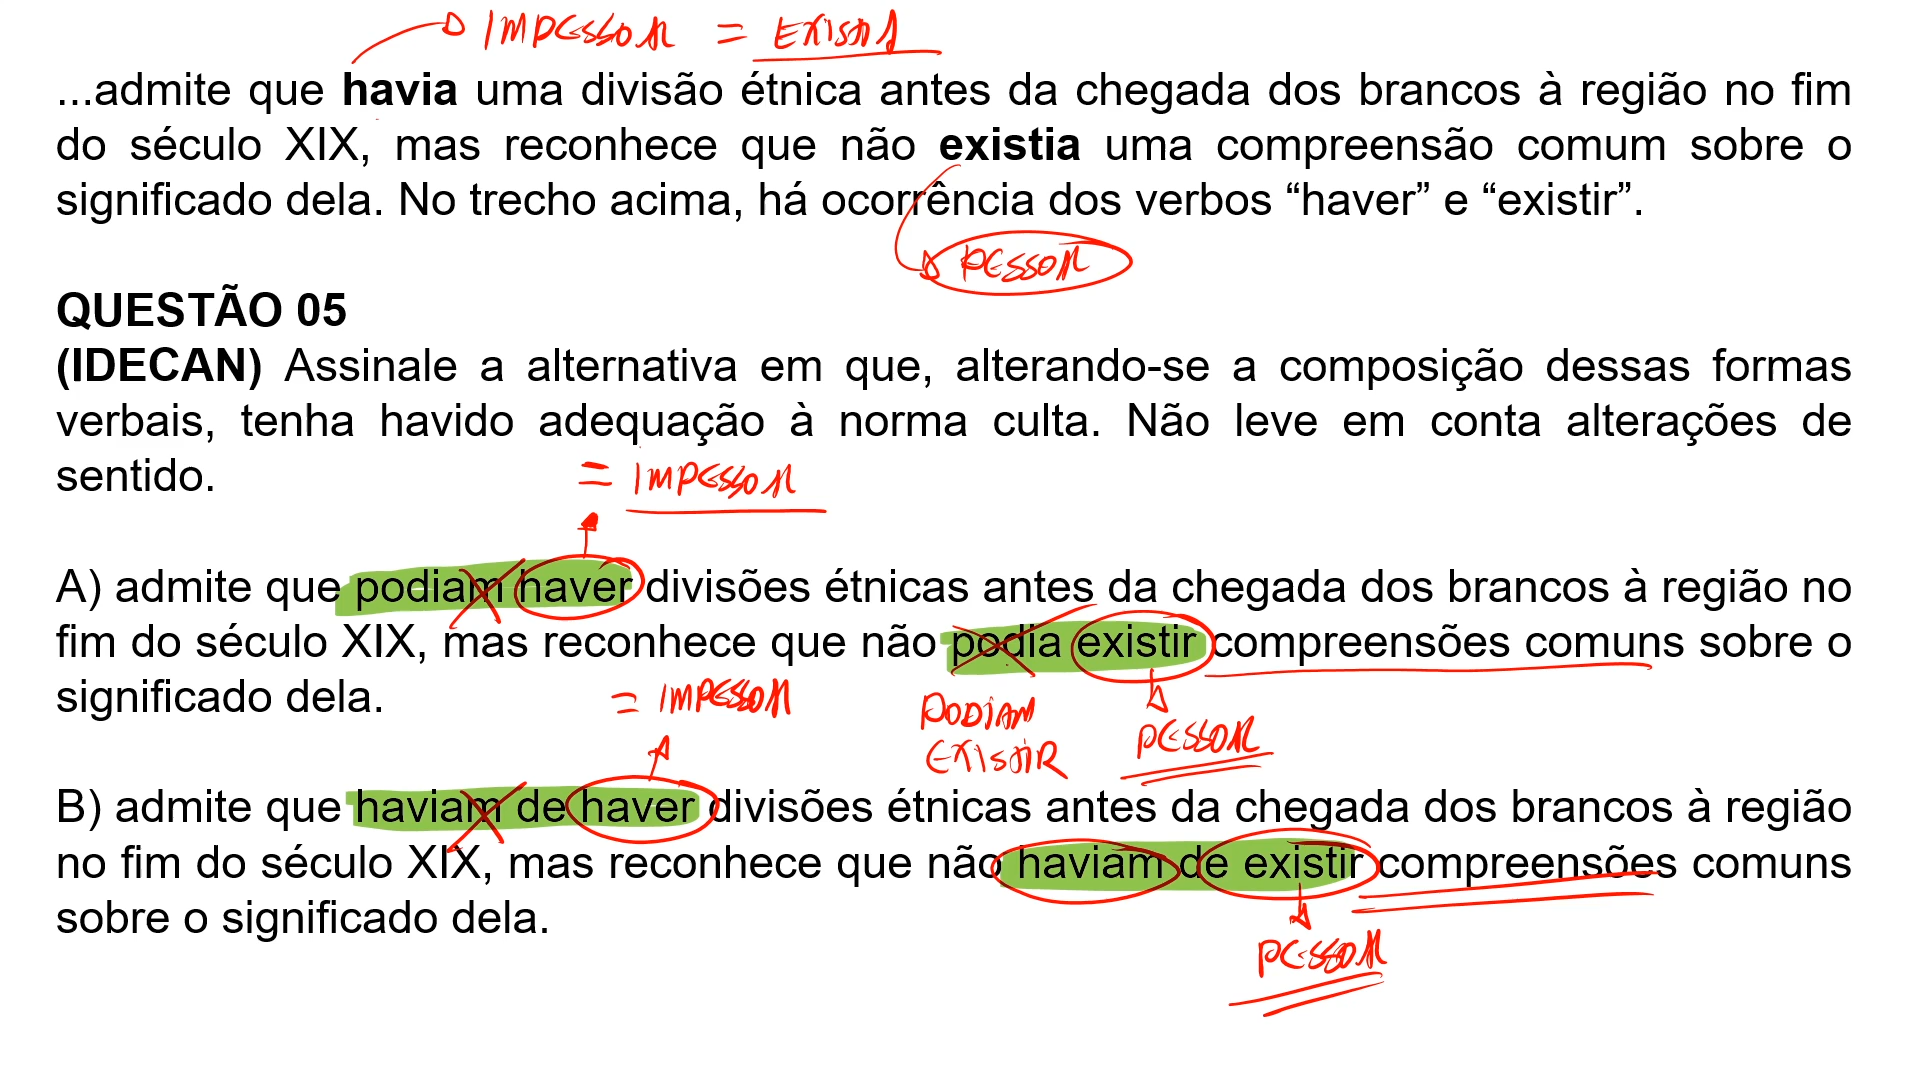 IMPESSOAL = EXISTIA
...admite que havia uma divisão étnica antes da chegada dos brancos à região no fim
do século XIX, mas reconhece que não existia uma compreensão comum sobre o
significado dela. No trecho acima, há ocorrência dos verbos “haver” e “existir”.
PESSOAL
QUESTÃO 05
(IDECAN) Assinale a alternativa em que, alterando-se a composição dessas formas
verbais, tenha havido adequação à norma culta. Não leve em conta alterações de
sentido.
= IMPESSOAL
A) admite que podiam haver divisões étnicas antes da chegada dos brancos à região no
fim do século XIX, mas reconhece que não podia existir compreensões comuns sobre o
significado dela.
= IMPESSOAL
PODIAM
EXISTIR
PESSOAL
B) admite que haviam de haver divisões étnicas antes da chegada dos brancos à região
no fim do século XIX, mas reconhece que não haviam de existir compreensões comuns
sobre o significado dela.
PESSOAL